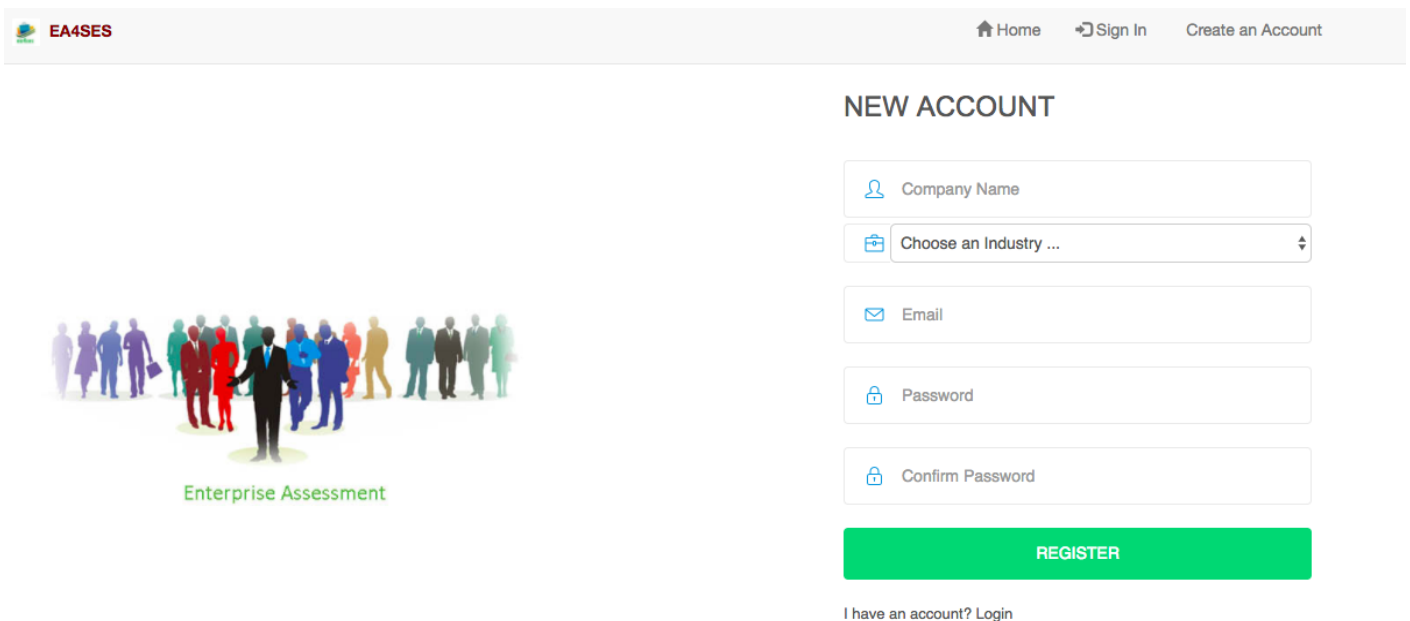 EA4SES
Home Sign In Create an Account
NEW ACCOUNT
Company Name
Choose an Industry ...
Email
Password
Confirm Password
REGISTER
I have an account? Login
Enterprise Assessment